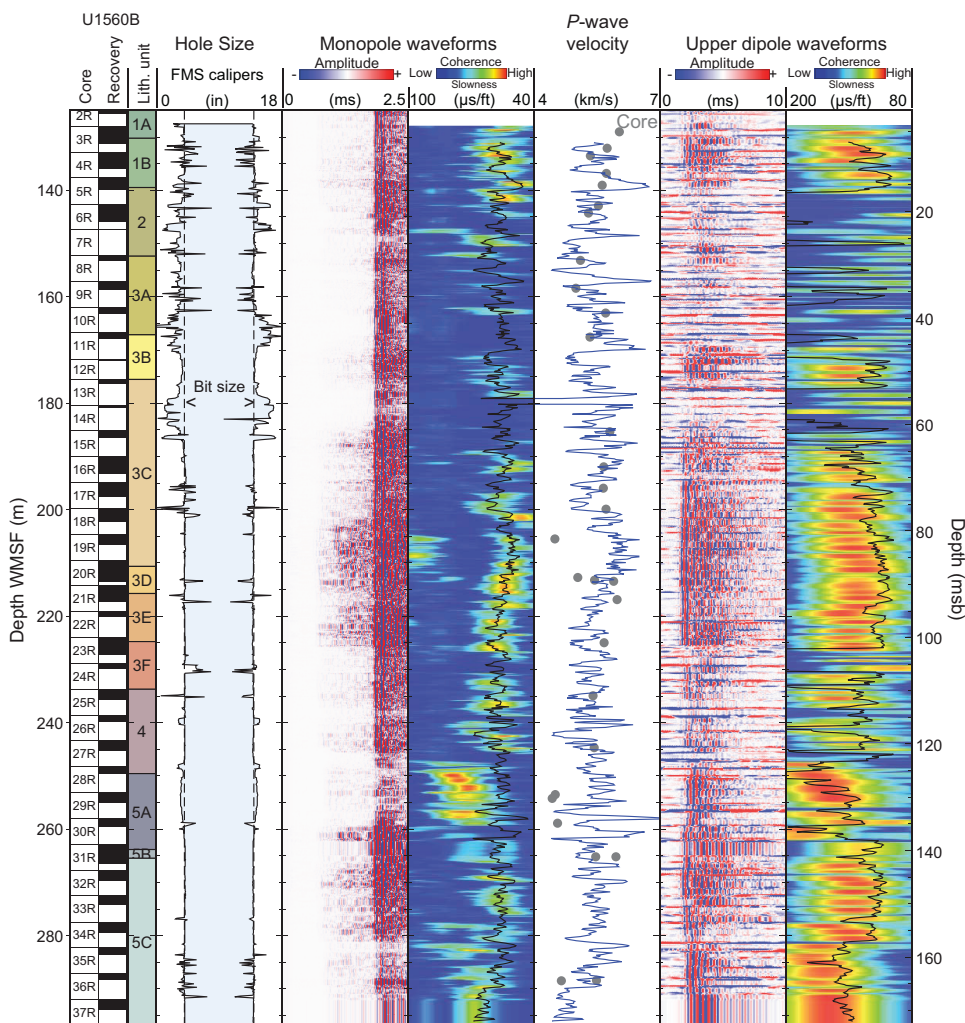 U1560B
Core
Recovery
Lith. unit
Hole Size
FMS calipers
0 (in) 18
Monopole waveforms
Amplitude
- +
0 (ms) 2.5
Coherence
Low High
Slowness
100 (µs/ft) 40
P-wave
velocity
4 (km/s) 7
Upper dipole waveforms
Amplitude
- +
0 (ms) 10
Coherence
Low High
Slowness
200 (µs/ft) 80
Core
Depth WMSF (m)
140
160
180
200
220
240
260
280
2R
3R
4R
5R
6R
7R
8R
9R
10R
11R
12R
13R
14R
15R
16R
17R
18R
19R
20R
21R
22R
23R
24R
25R
26R
27R
28R
29R
30R
31R
32R
33R
34R
35R
36R
37R
1A
1B
2
3A
3B
3C
3D
3E
3F
4
5A
5B
5C
Bit size
< >
20
40
60
80
100
120
140
160
Depth (msb)